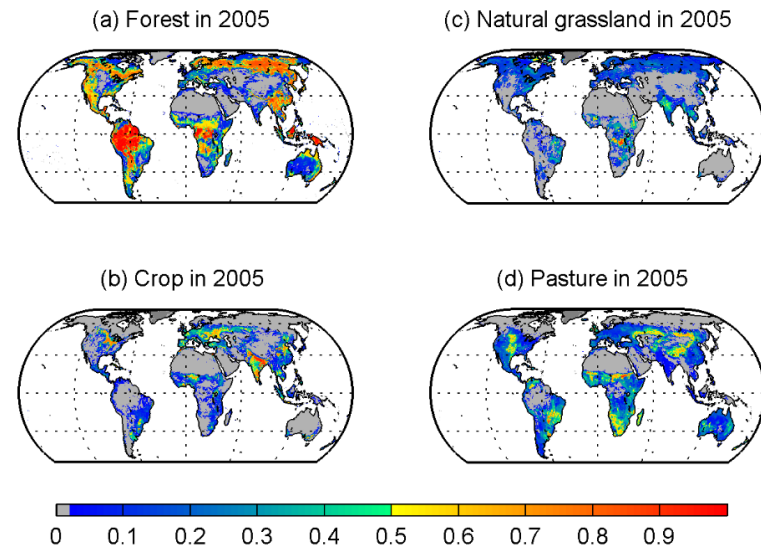 (a) Forest in 2005
(c) Natural grassland in 2005
(b) Crop in 2005
(d) Pasture in 2005
0 0.1 0.2 0.3 0.4 0.5 0.6 0.7 0.8 0.9